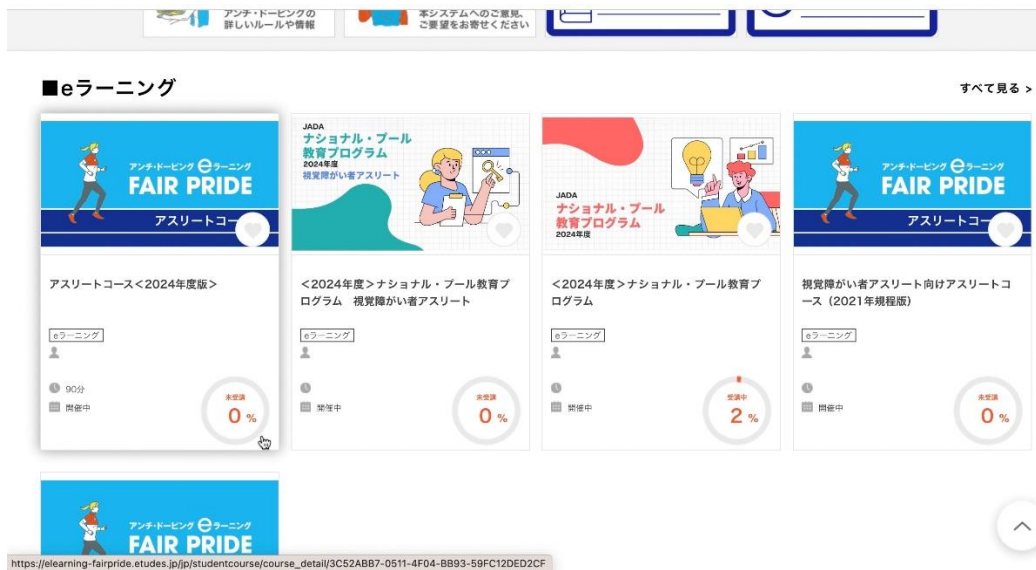 アンチ・ドーピングの
詳しいルールや情報
本システムへのご意見、
ご要望をお寄せください
■eラーニング
すべて見る >
アンチ・ドーピング eラーニング
FAIR PRIDE
アスリートコー
JADA
ナショナル・プール
教育プログラム
2024年度
視覚障がい者アスリート
JADA
ナショナル・プール
教育プログラム
2024年度
アンチ・ドーピング eラーニング
FAIR PRIDE
アスリートコー
アスリートコース<2024年度版>
eラーニング
90分
開催中
未受講
0 %
<2024年度>ナショナル・プール教育プ
ログラム 視覚障がい者アスリート
eラーニング
開催中
未受講
0 %
<2024年度>ナショナル・プール教育プ
ログラム
eラーニング
開催中
受講中
2 %
視覚障がい者アスリート向けアスリートコ
ース（2021年規程版）
eラーニング
開催中
未受講
0 %
アンチ・ドーピング eラーニング
FAIR PRIDE
https://elearning-fairpride.etudes.jp/jp/studentcourse/course_detail/3C52ABB7-0511-4F04-BB93-59FC12DED2CF